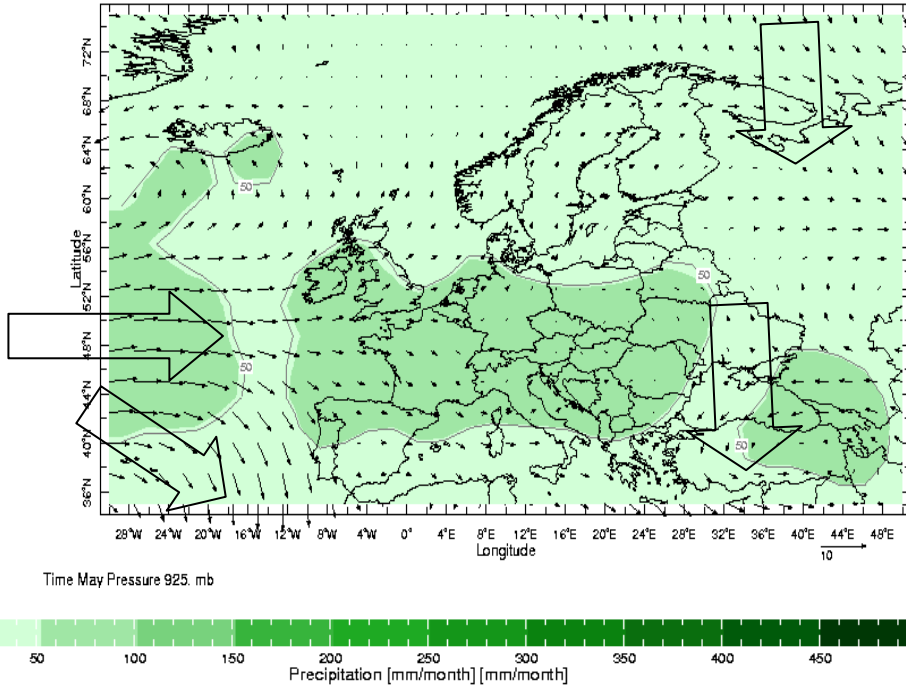 72°N
68°N
64°N
60°N
56°N
52°N
48°N
44°N
40°N
36°N
Latitude
50
50
50
50
50
28°W 24°W 20°W 16°W 12°W 8°W 4°W 0° 4°E 8°E 12°E 16°E 20°E 24°E 28°E 32°E 36°E 40°E 44°E 48°E
Longitude
10
Time May Pressure 925. mb
50 100 150 200 250 300 350 400 450
Precipitation [mm/month] [mm/month]